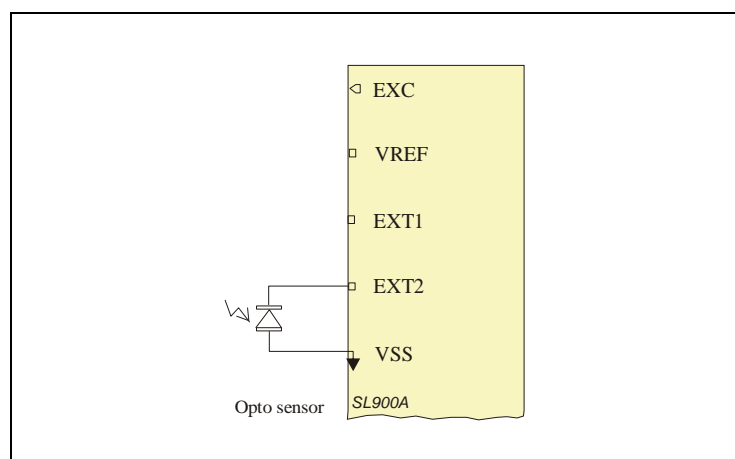 EXC
VREF
EXT1
EXT2
VSS
Opto sensor
SL900A